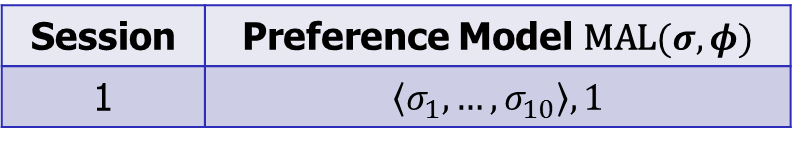 Session Preference Model MAL(σ, ϕ)
1 ⟨σ₁, …, σ₁₀⟩, 1